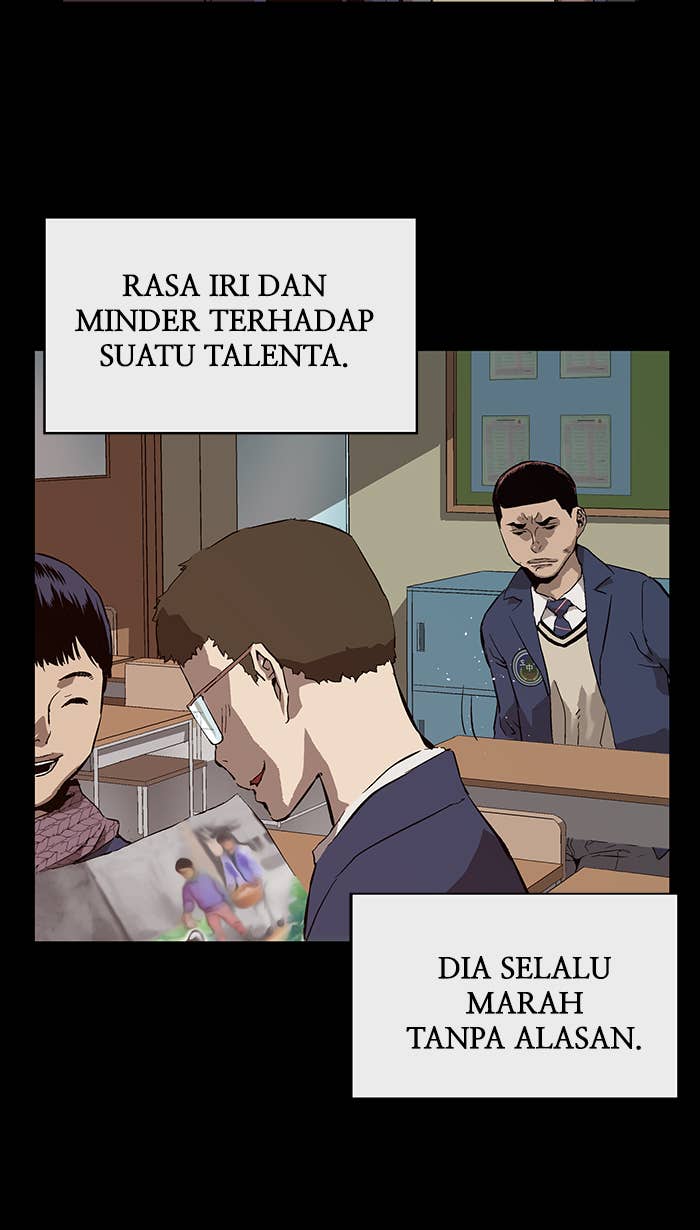 RASA IRI DAN
MINDER TERHADAP
SUATU TALENTA.
DIA SELALU
MARAH
TANPA ALASAN.